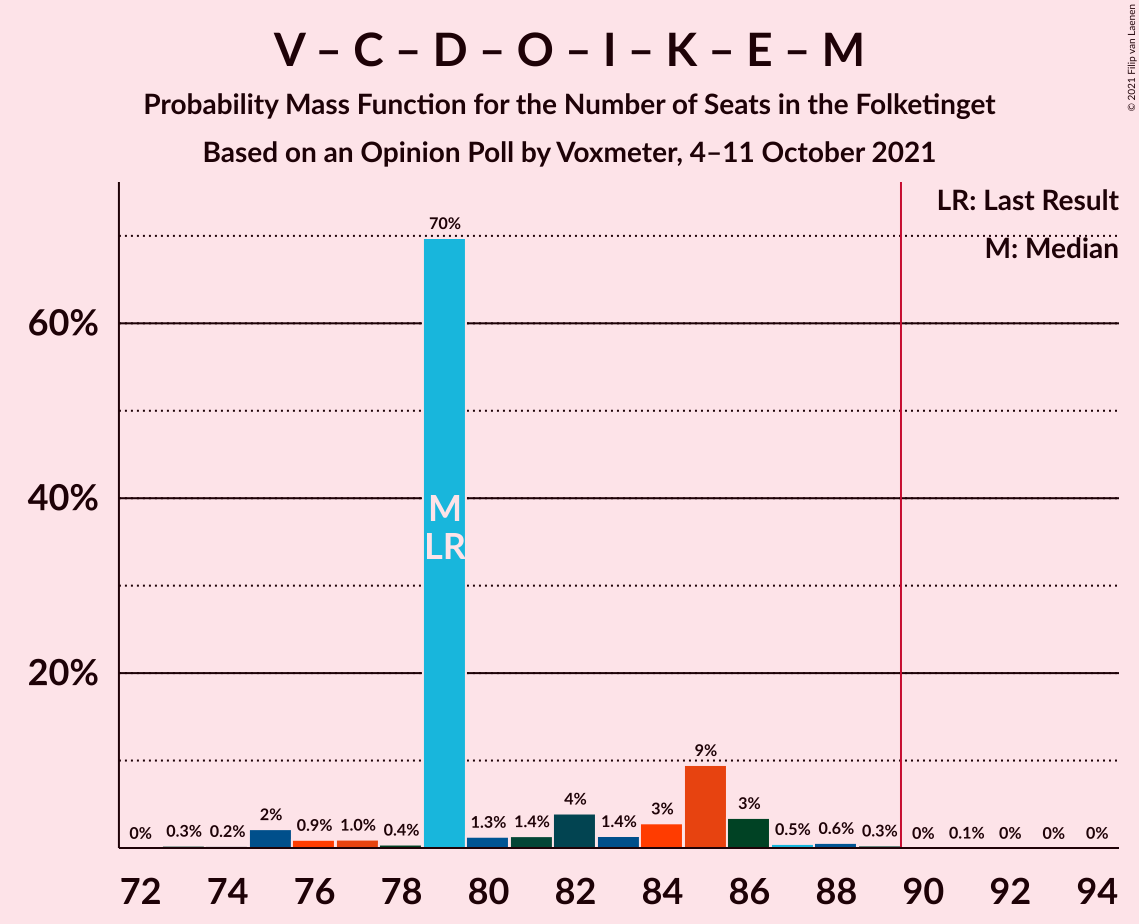 V – C – D – O – I – K – E – M
Probability Mass Function for the Number of Seats in the Folketinget
Based on an Opinion Poll by Voxmeter, 4–11 October 2021
© 2021 Filip van Laenen
LR: Last Result
M: Median
60%
40%
20%
0%
0.3%
0.2%
2%
0.9%
1.0%
0.4%
70%
M
LR
1.3%
1.4%
4%
1.4%
3%
9%
3%
0.5%
0.6%
0.3%
0%
0.1%
0%
0%
0%
72 74 76 78 80 82 84 86 88 90 92 94